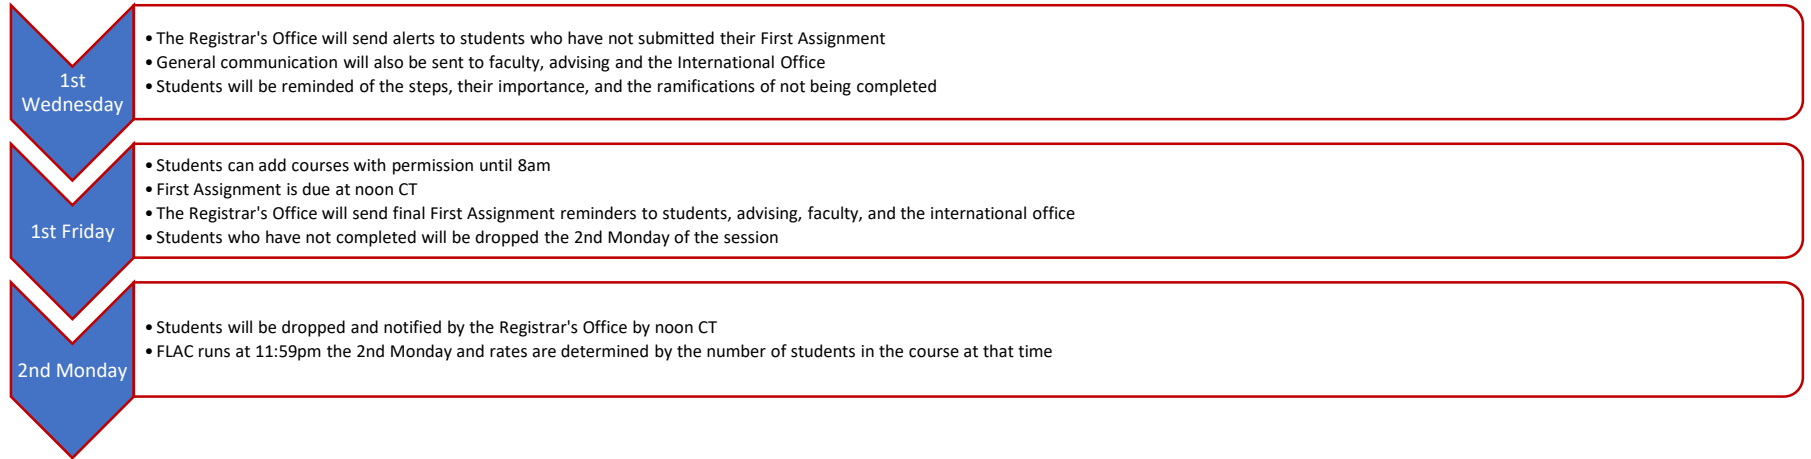 1st
Wednesday
• The Registrar's Office will send alerts to students who have not submitted their First Assignment
• General communication will also be sent to faculty, advising and the International Office
• Students will be reminded of the steps, their importance, and the ramifications of not being completed
1st Friday
• Students can add courses with permission until 8am
• First Assignment is due at noon CT
• The Registrar's Office will send final First Assignment reminders to students, advising, faculty, and the international office
• Students who have not completed will be dropped the 2nd Monday of the session
2nd Monday
• Students will be dropped and notified by the Registrar's Office by noon CT
• FLAC runs at 11:59pm the 2nd Monday and rates are determined by the number of students in the course at that time